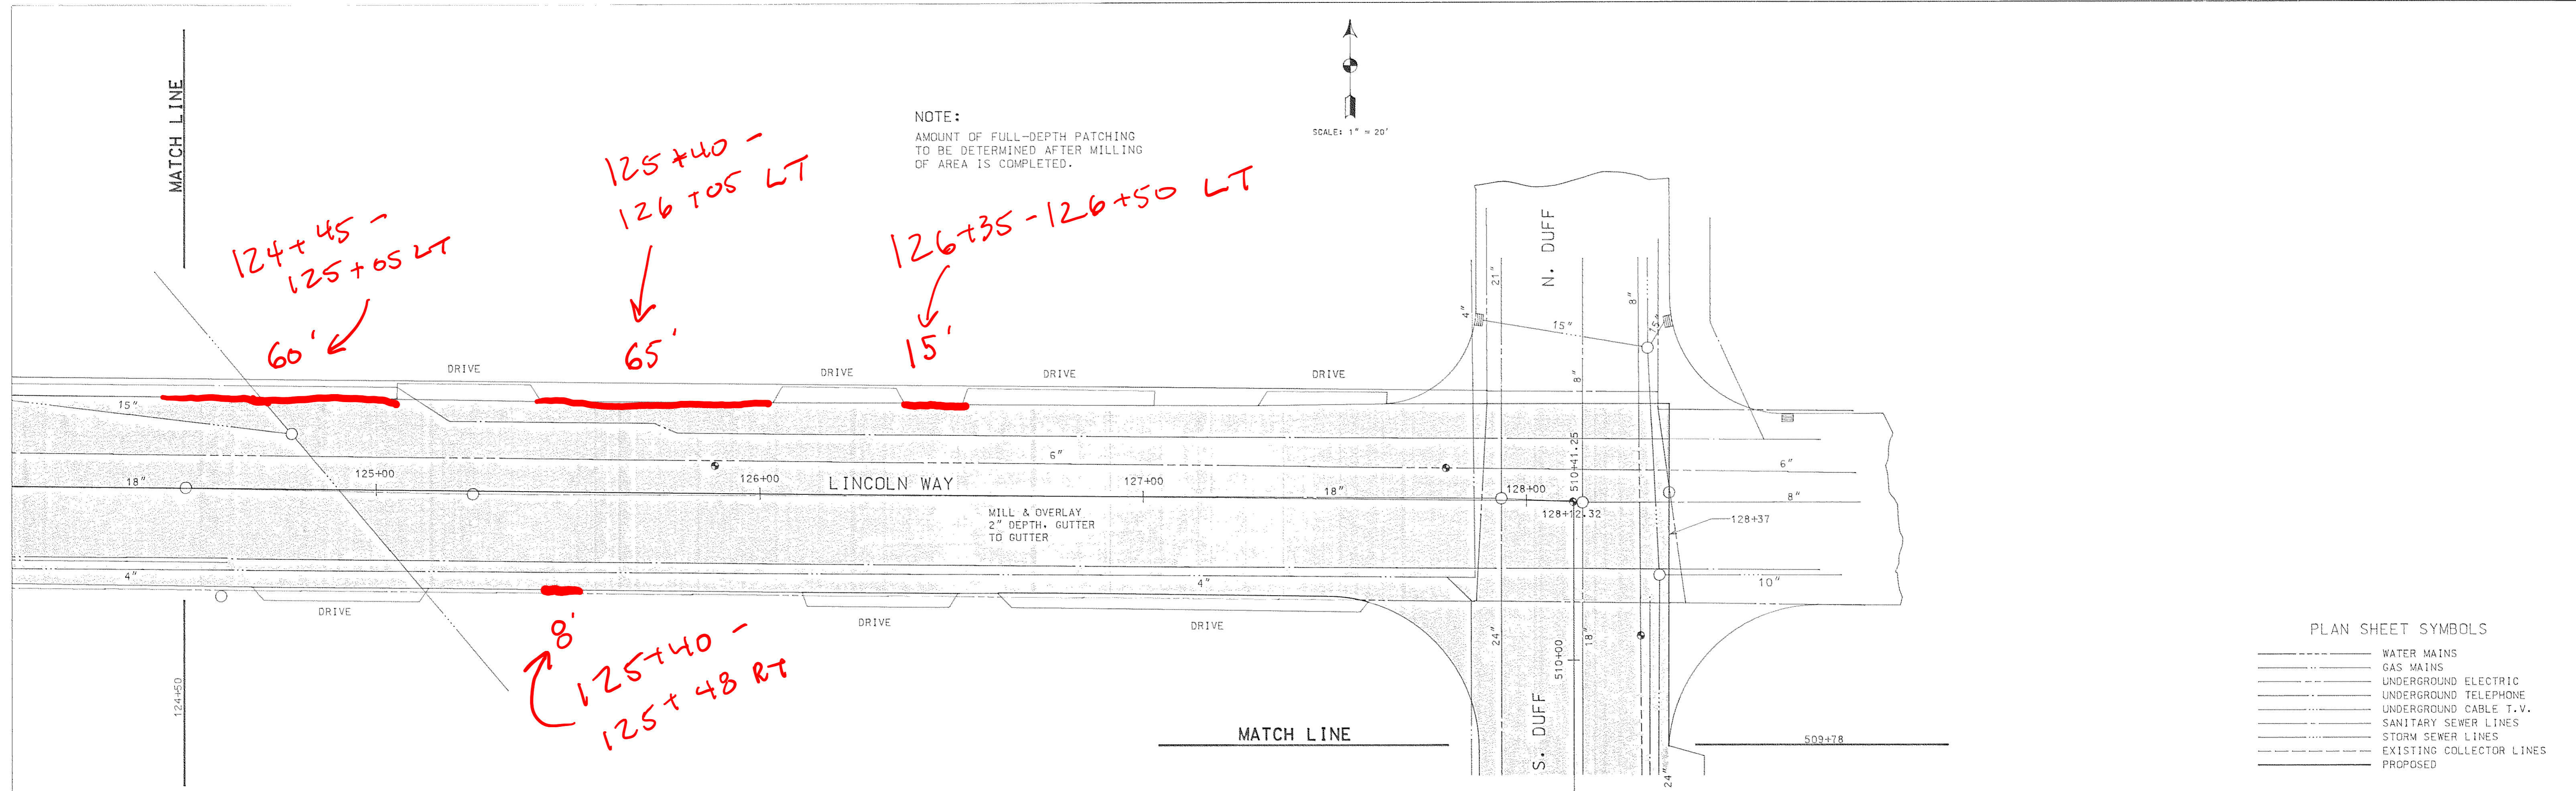 MATCH LINE
NOTE:
AMOUNT OF FULL-DEPTH PATCHING
TO BE DETERMINED AFTER MILLING
OF AREA IS COMPLETED.
SCALE: 1" = 20'
124+45 -
125+05 LT
60'
125+40 -
126+05 LT
65'
126+35-126+50 LT
15'
N. DUFF
21"
4"
8"
15"
15"
8"
DRIVE
DRIVE
DRIVE
DRIVE
15"
6"
510+41.25
6"
125+00
126+00
LINCOLN WAY
127+00
18"
18"
128+00
8"
128+12.32
128+37
MILL & OVERLAY
2" DEPTH. GUTTER
TO GUTTER
4"
4"
10"
DRIVE
DRIVE
DRIVE
8'
125+40 -
125+48 RT
124+50
24"
18"
510+00
S. DUFF
24"
MATCH LINE
509+78
PLAN SHEET SYMBOLS
WATER MAINS
GAS MAINS
UNDERGROUND ELECTRIC
UNDERGROUND TELEPHONE
UNDERGROUND CABLE T.V.
SANITARY SEWER LINES
STORM SEWER LINES
EXISTING COLLECTOR LINES
PROPOSED